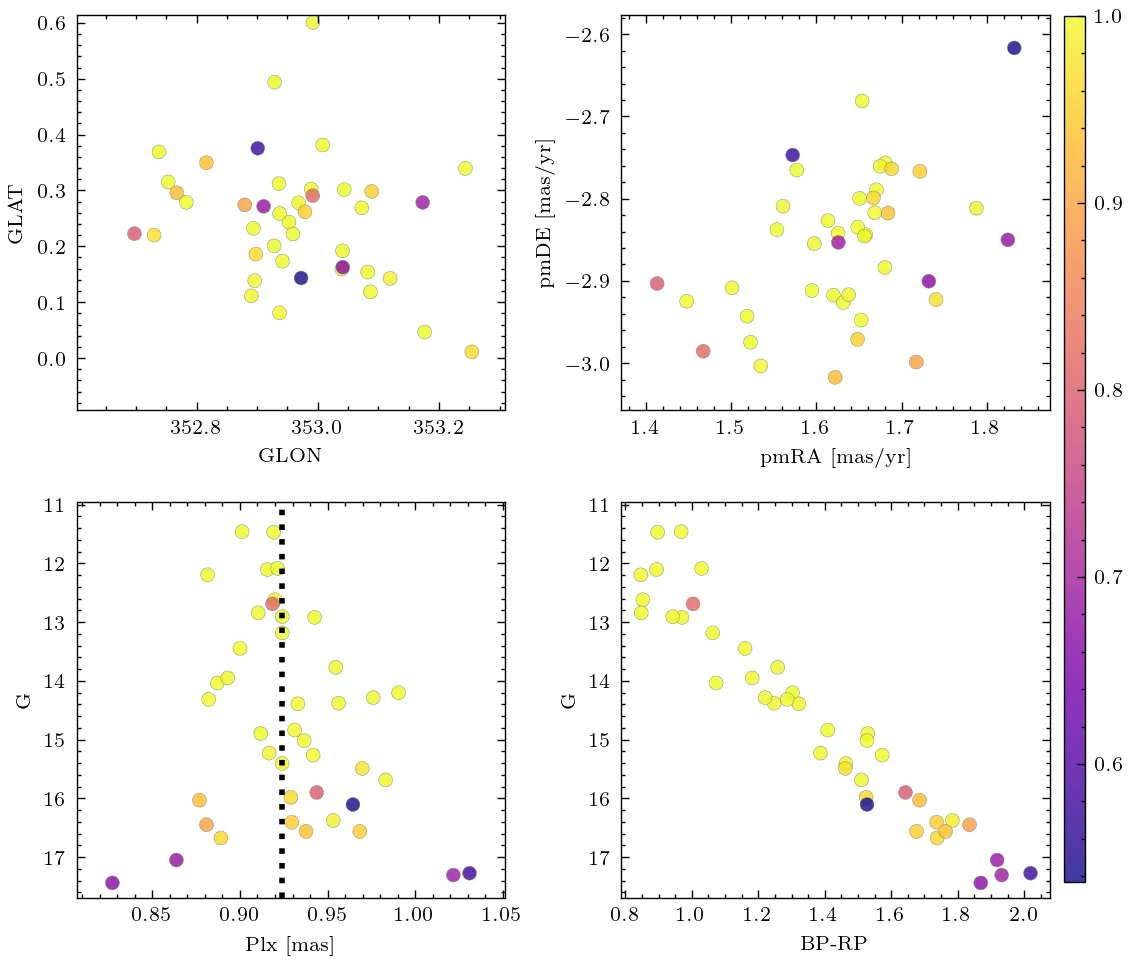 0.6
0.5
0.4
0.3
0.2
0.1
0.0
GLAT
352.8 353.0 353.2
GLON
−2.6
−2.7
−2.8
−2.9
−3.0
pmDE [mas/yr]
1.4 1.5 1.6 1.7 1.8
pmRA [mas/yr]
1.0
0.9
0.8
0.7
0.6
11
12
13
14
15
16
17
G
0.85 0.90 0.95 1.00 1.05
Plx [mas]
11
12
13
14
15
16
17
G
0.8 1.0 1.2 1.4 1.6 1.8 2.0
BP-RP